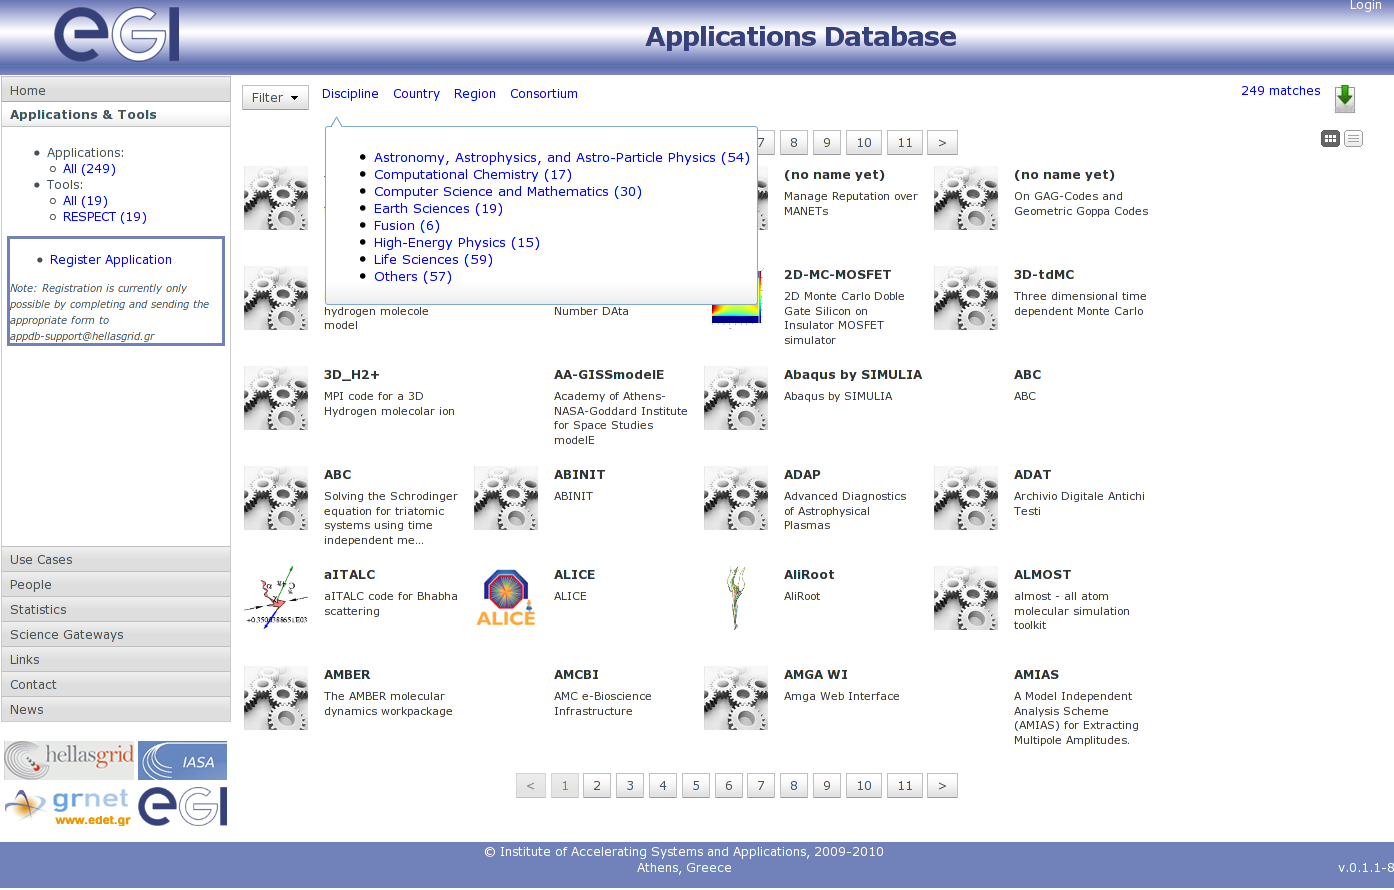 Login
eGI
Applications Database
Home
Applications & Tools
Applications:
All (249)
Tools:
All (19)
RESPECT (19)
Register Application
Note: Registration is currently only
possible by completing and sending the
appropriate form to
appdb-support@hellasgrid.gr
Use Cases
People
Statistics
Science Gateways
Links
Contact
News
hellasgrid
IASA
grnet
www.edet.gr
eGI
Filter
Discipline Country Region Consortium
249 matches
Astronomy, Astrophysics, and Astro-Particle Physics (54)
Computational Chemistry (17)
Computer Science and Mathematics (30)
Earth Sciences (19)
Fusion (6)
High-Energy Physics (15)
Life Sciences (59)
Others (57)
7 8 9 10 11 >
(no name yet)
Manage Reputation over
MANETs
(no name yet)
On GAG-Codes and
Geometric Goppa Codes
hydrogen molecole
model
Number DAta
2D-MC-MOSFET
2D Monte Carlo Doble
Gate Silicon on
Insulator MOSFET
simulator
3D-tdMC
Three dimensional time
dependent Monte Carlo
3D_H2+
MPI code for a 3D
Hydrogen molecolar ion
AA-GISSmodelE
Academy of Athens-
NASA-Goddard Institute
for Space Studies
modelE
Abaqus by SIMULIA
Abaqus by SIMULIA
ABC
ABC
ABC
Solving the Schrodinger
equation for triatomic
systems using time
independent me...
ABINIT
ABINIT
ADAP
Advanced Diagnostics
of Astrophysical
Plasmas
ADAT
Archivio Digitale Antichi
Testi
aITALC
aITALC code for Bhabha
scattering
ALICE
ALICE
ALICE
AliRoot
AliRoot
ALMOST
almost - all atom
molecular simulation
toolkit
AMBER
The AMBER molecular
dynamics workpackage
AMCBI
AMC e-Bioscience
Infrastructure
AMGA WI
Amga Web Interface
AMIAS
A Model Independent
Analysis Scheme
(AMIAS) for Extracting
Multipole Amplitudes.
< 1 2 3 4 5 6 7 8 9 10 11 >
© Institute of Accelerating Systems and Applications, 2009-2010
Athens, Greece
v.0.1.1-8